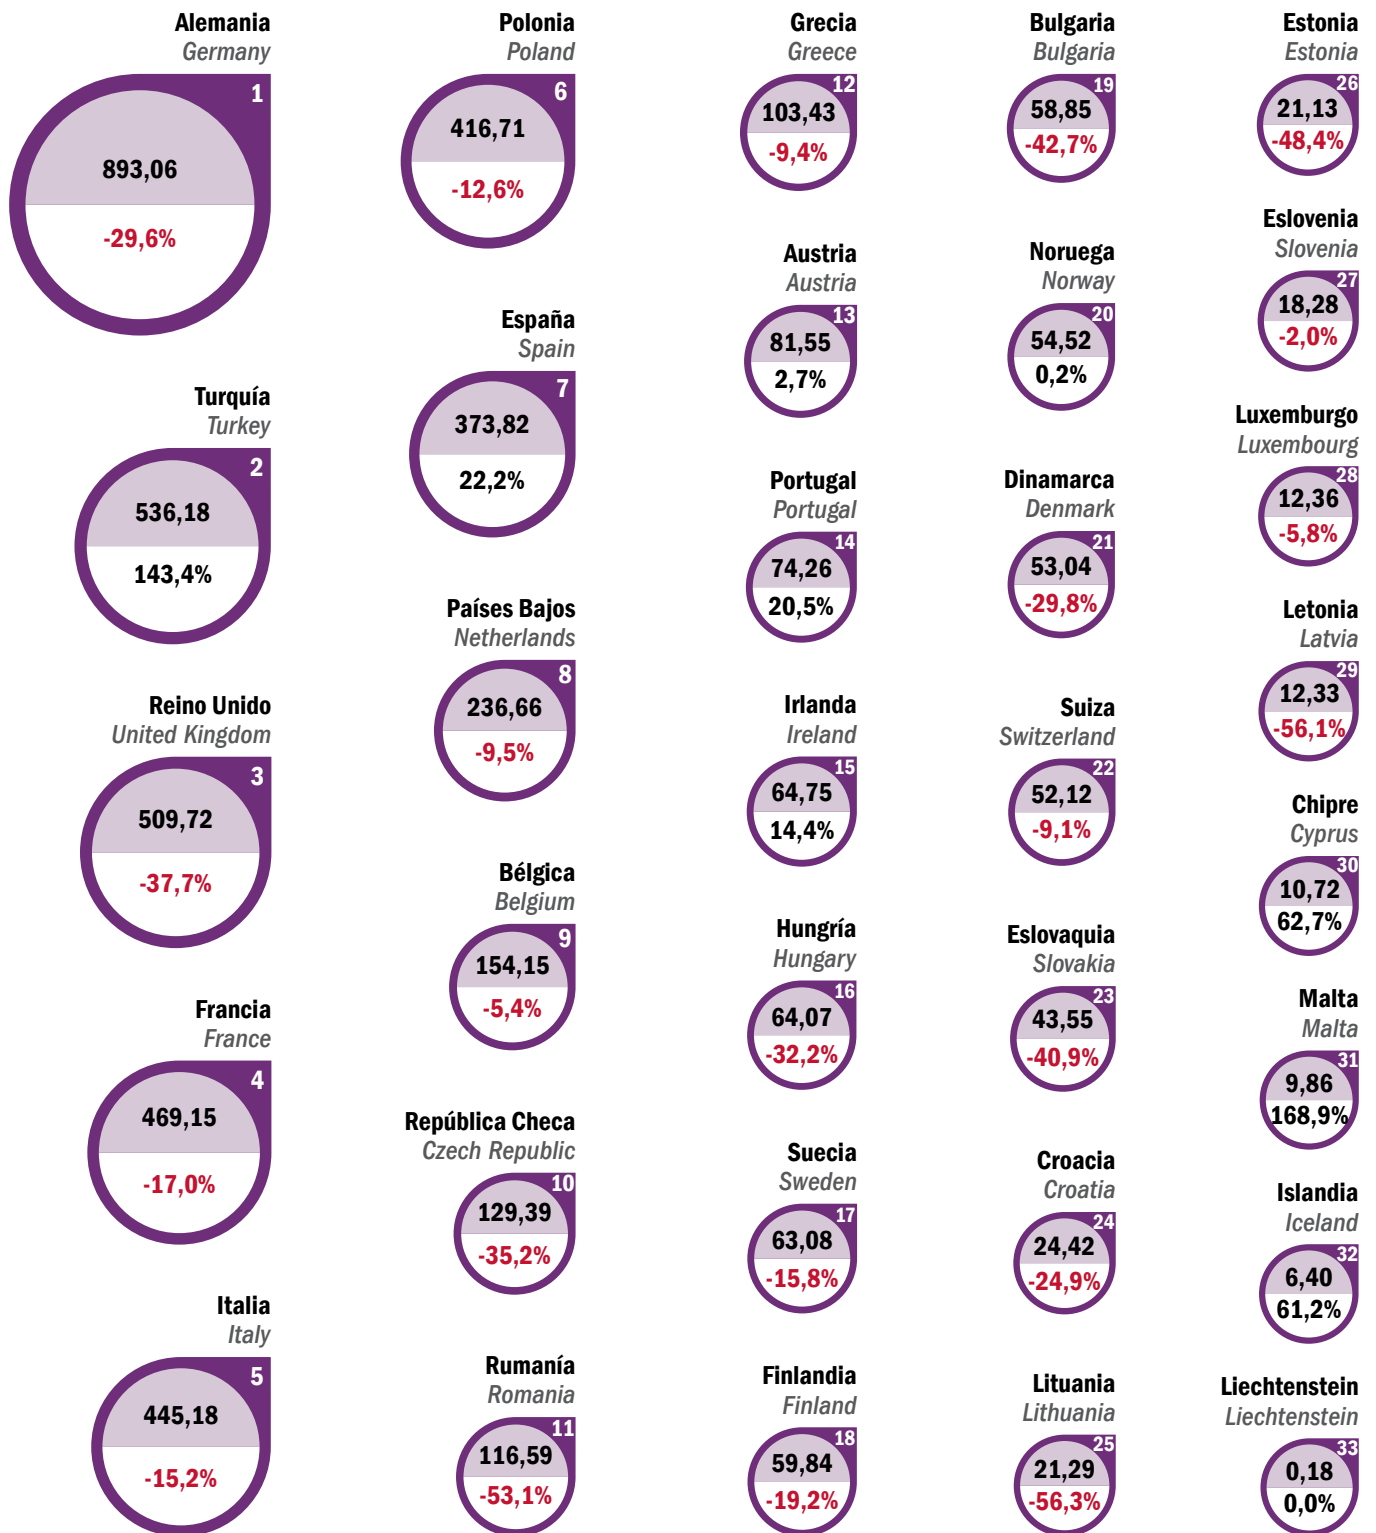 Alemania
Germany
1
893,06
-29,6%
Turquía
Turkey
2
536,18
143,4%
Reino Unido
United Kingdom
3
509,72
-37,7%
Francia
France
4
469,15
-17,0%
Italia
Italy
5
445,18
-15,2%
Polonia
Poland
6
416,71
-12,6%
España
Spain
7
373,82
22,2%
Países Bajos
Netherlands
8
236,66
-9,5%
Bélgica
Belgium
9
154,15
-5,4%
República Checa
Czech Republic
10
129,39
-35,2%
Rumanía
Romania
11
116,59
-53,1%
Grecia
Greece
12
103,43
-9,4%
Austria
Austria
13
81,55
2,7%
Portugal
Portugal
14
74,26
20,5%
Irlanda
Ireland
15
64,75
14,4%
Hungría
Hungary
16
64,07
-32,2%
Suecia
Sweden
17
63,08
-15,8%
Finlandia
Finland
18
59,84
-19,2%
Bulgaria
Bulgaria
19
58,85
-42,7%
Noruega
Norway
20
54,52
0,2%
Dinamarca
Denmark
21
53,04
-29,8%
Suiza
Switzerland
22
52,12
-9,1%
Eslovaquia
Slovakia
23
43,55
-40,9%
Croacia
Croatia
24
24,42
-24,9%
Lituania
Lithuania
25
21,29
-56,3%
Estonia
Estonia
26
21,13
-48,4%
Eslovenia
Slovenia
27
18,28
-2,0%
Luxemburgo
Luxembourg
28
12,36
-5,8%
Letonia
Latvia
29
12,33
-56,1%
Chipre
Cyprus
30
10,72
62,7%
Malta
Malta
31
9,86
168,9%
Islandia
Iceland
32
6,40
61,2%
Liechtenstein
Liechtenstein
33
0,18
0,0%